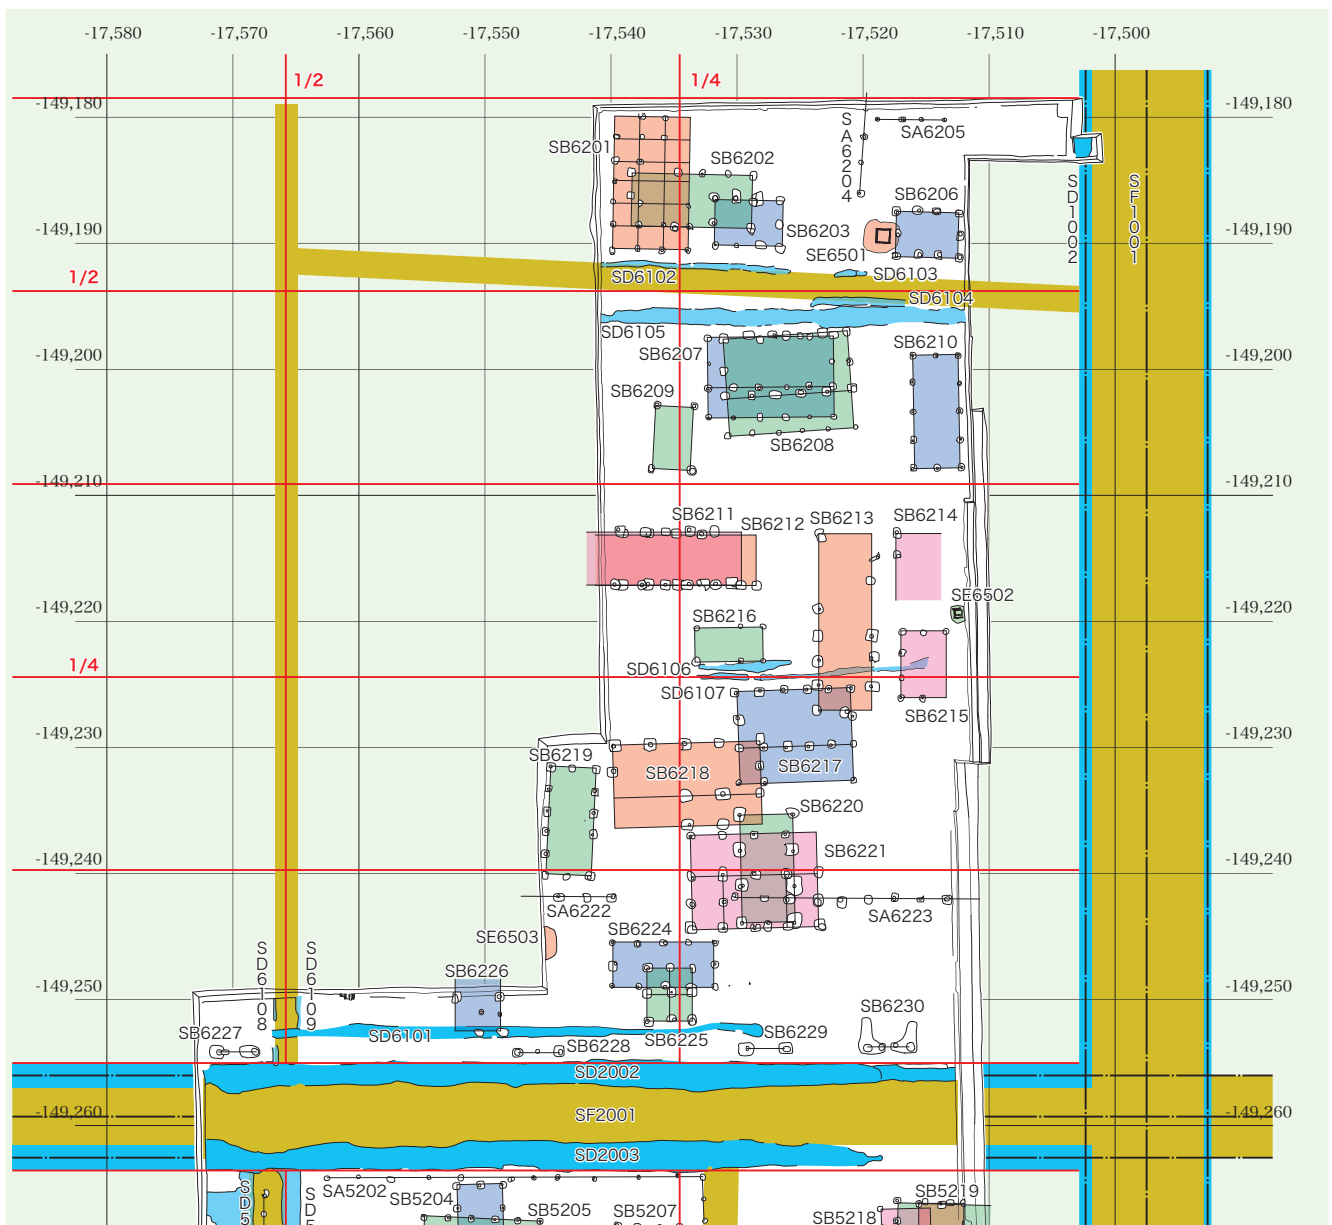 -17,580 -17,570 -17,560 -17,550 -17,540 -17,530 -17,520 -17,510 -17,500
1/2 1/4
-149,180 -149,180
SA6204
SA6205
SB6201
SB6202
SD1002
SF1001
SB6206
SB6203
-149,190 -149,190
SE6501
1/2
SD6102
SD6103
SD6104
SD6105
SB6207
SB6210
-149,200 -149,200
SB6209
SB6208
-149,210 -149,210
SB6211
SB6212
SB6213
SB6214
SE6502
-149,220 -149,220
SB6216
1/4
SD6106
SD6107
SB6215
-149,230 -149,230
SB6219
SB6218
SB6217
SB6220
SB6221
-149,240 -149,240
SA6222
SA6223
SB6224
SE6503
SD6108
SD6109
SB6226
-149,250 -149,250
SB6230
SB6227
SD6101
SB6228
SB6225
SB6229
SD2002
-149,260 SF2001 -149,260
SD2003
SD5
SD5
SA5202
SB5204
SB5205
SB5207
SB5219
SB5218